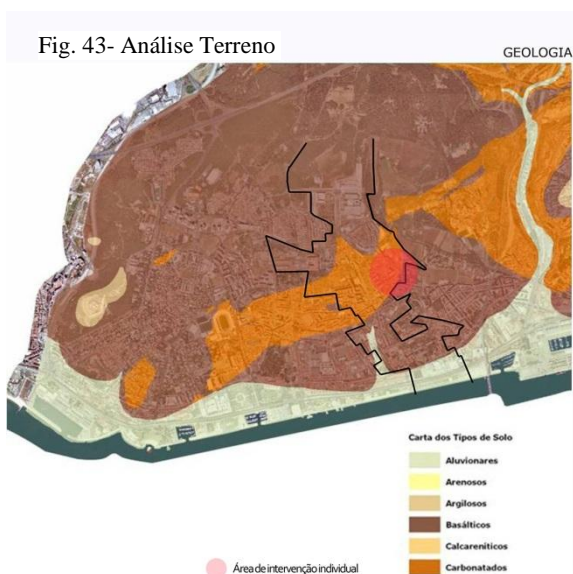 Fig. 43- Análise Terreno
GEOLOGIA
Carta dos Tipos de Solo
Aluvionares
Arenosos
Argilosos
Basálticos
Calcareniticos
Carbonatados
Área de intervenção individual